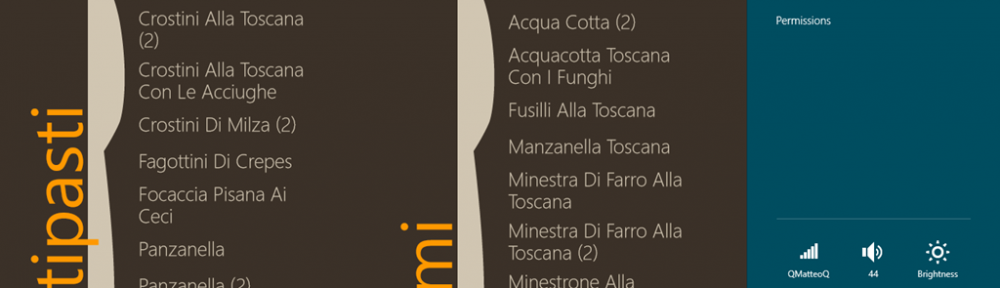 tipasti
Crostini Alla Toscana
(2)
Crostini Alla Toscana
Con Le Acciughe
Crostini Di Milza (2)
Fagottini Di Crepes
Focaccia Pisana Ai
Ceci
Panzanella
Panzanella (2)
mi
Acqua Cotta (2)
Acquacotta Toscana
Con I Funghi
Fusilli Alla Toscana
Manzanella Toscana
Minestra Di Farro Alla
Toscana
Minestra Di Farro Alla
Toscana (2)
Minestrone Alla
Permissions
QMatteoQ
44
Brightness